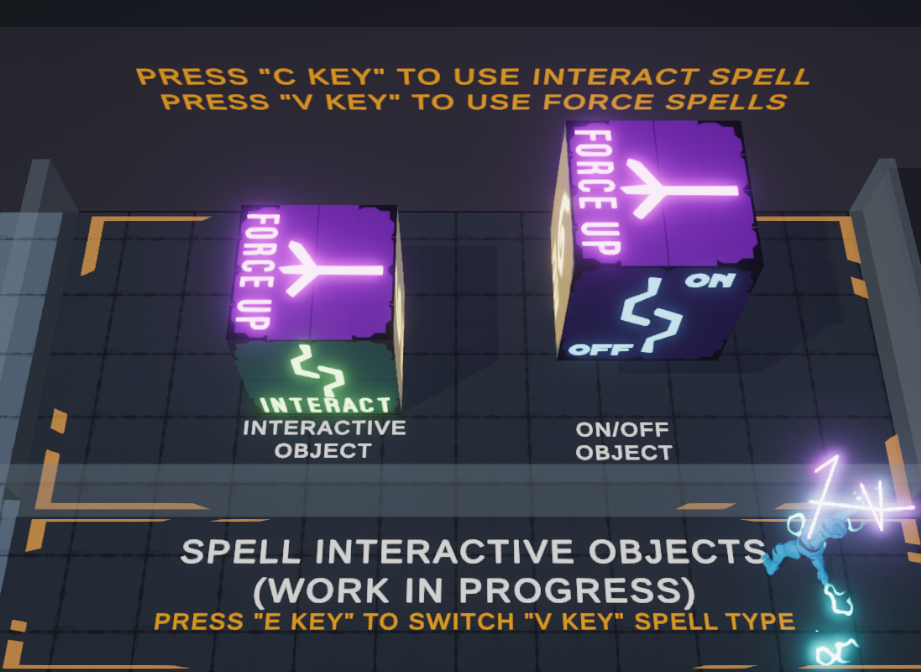 PRESS "C KEY" TO USE INTERACT SPELL
PRESS "V KEY" TO USE FORCE SPELLS
FORCE UP
FORCE UP
ON
OFF
INTERACT
INTERACTIVE
OBJECT
ON/OFF
OBJECT
SPELL INTERACTIVE OBJECTS
(WORK IN PROGRESS)
PRESS "E KEY" TO SWITCH "V KEY" SPELL TYPE